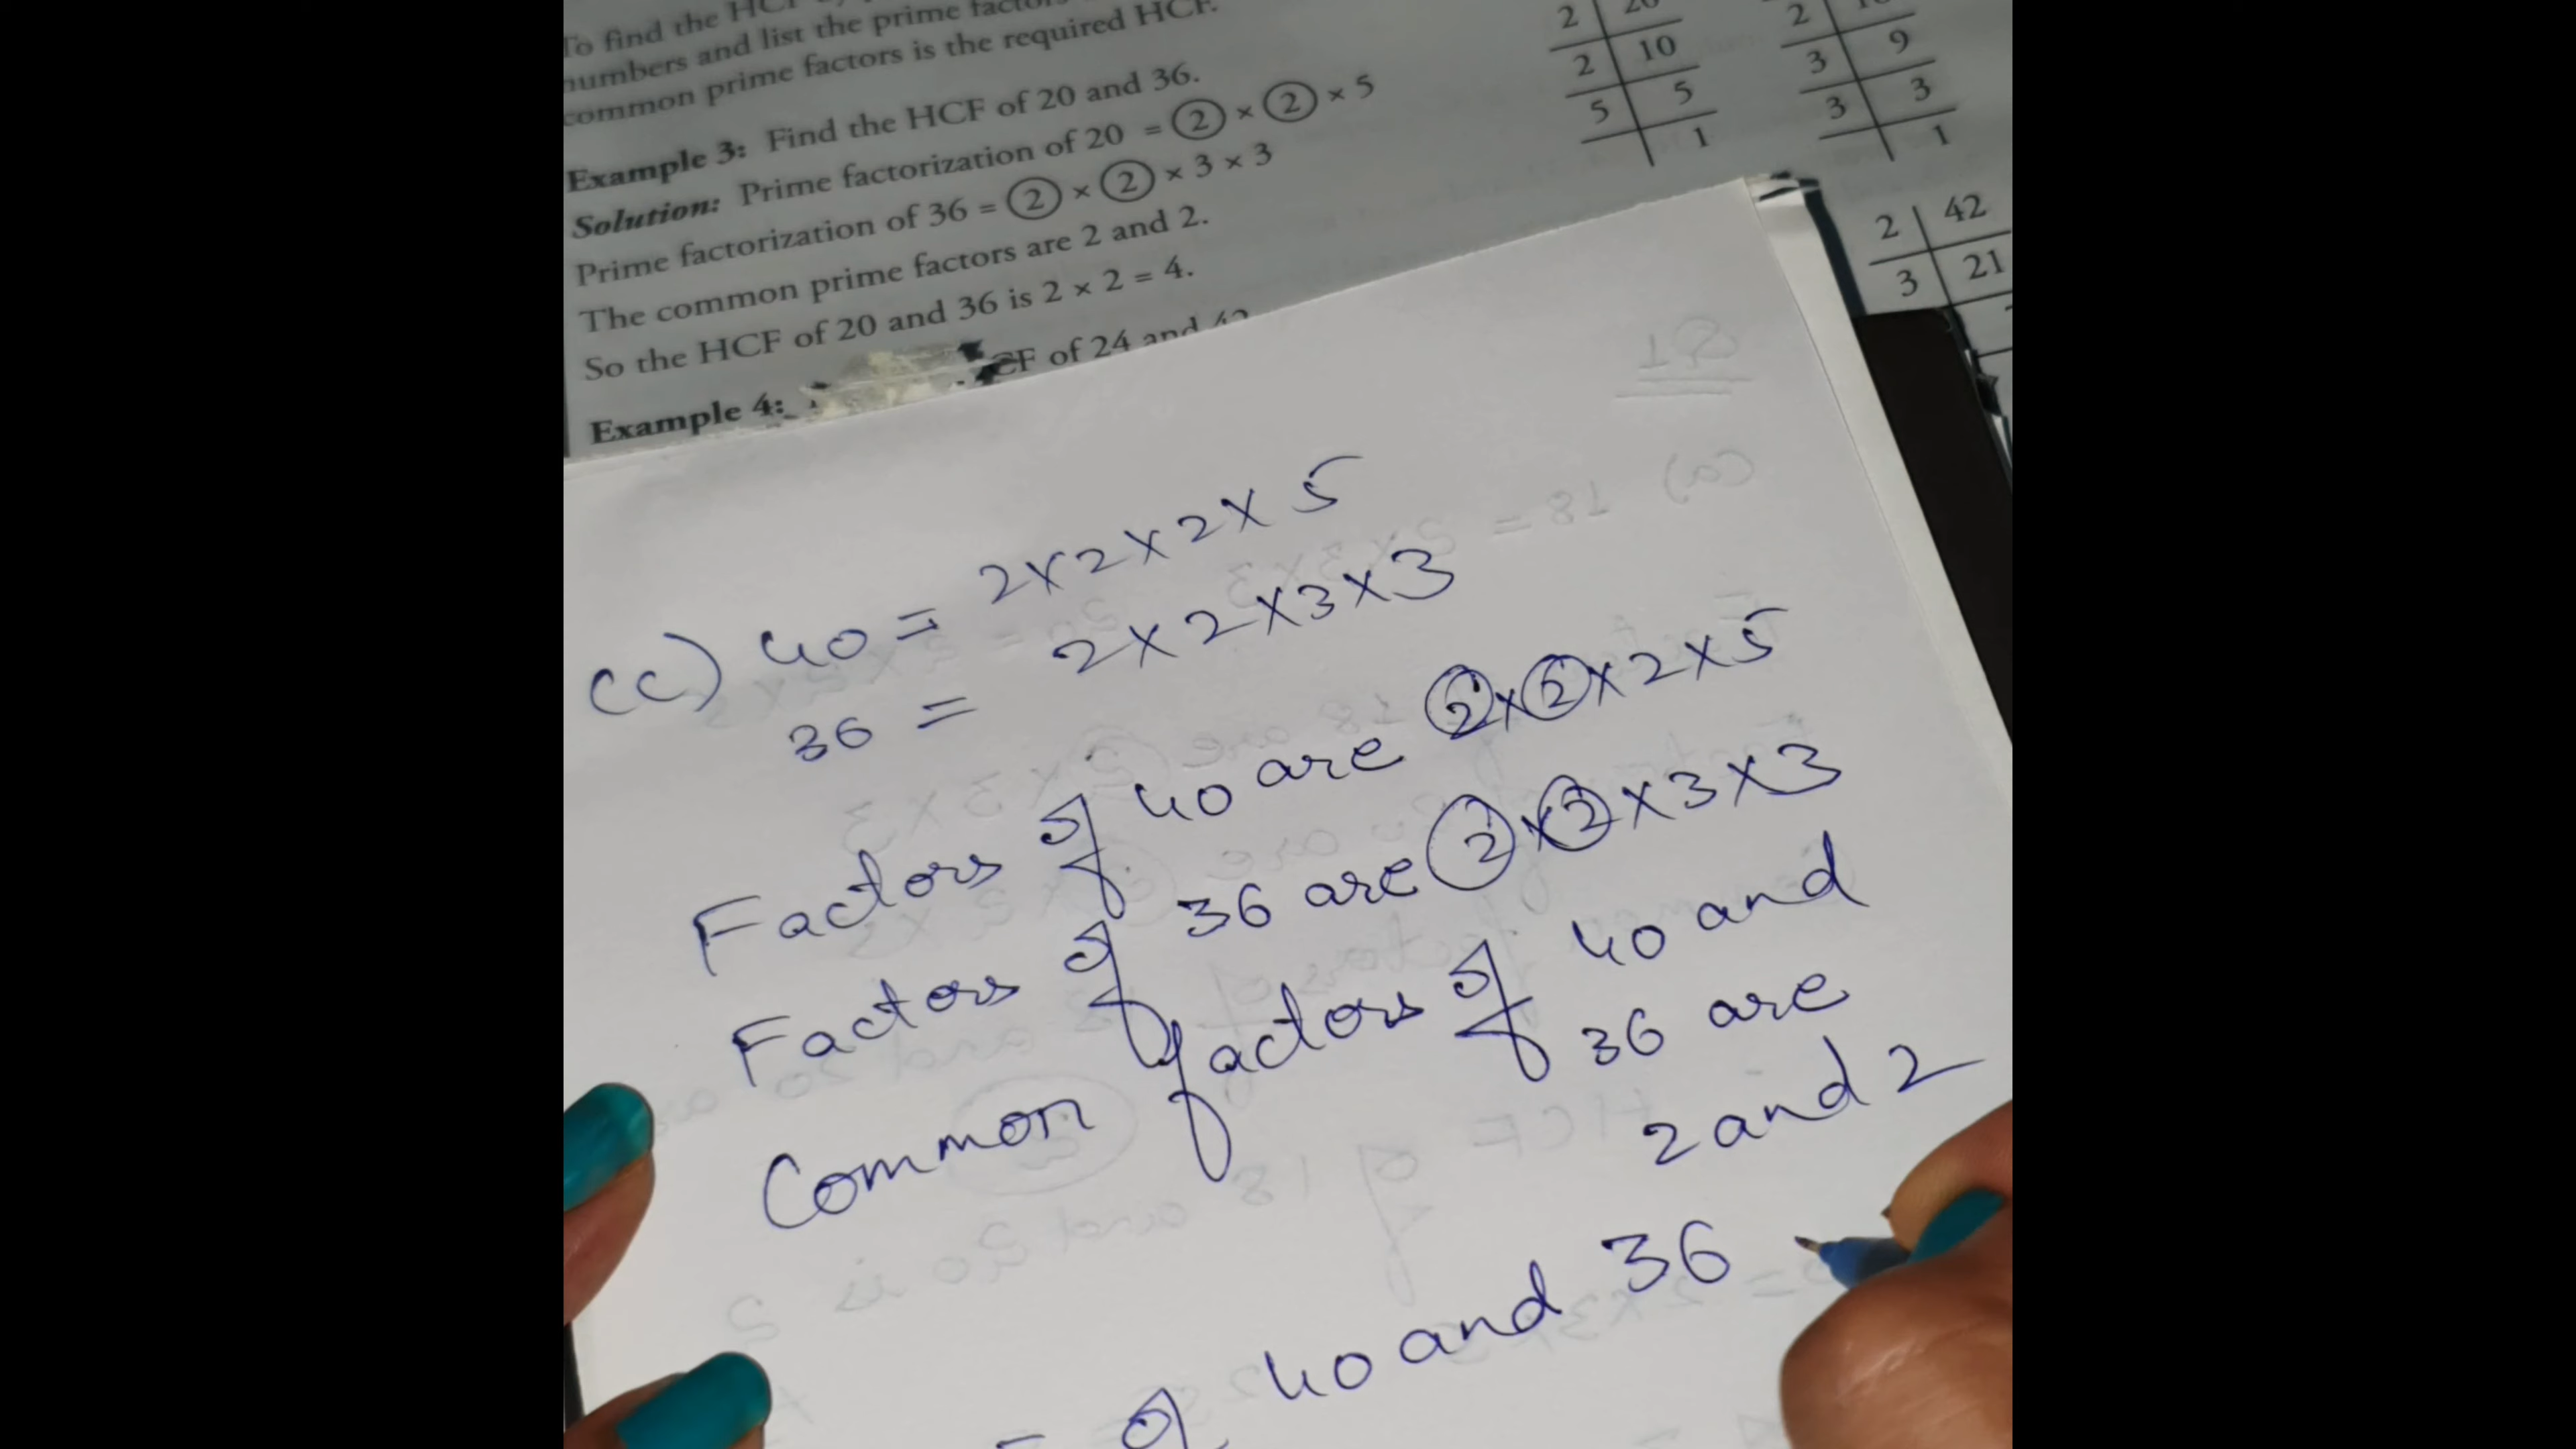 To find the
numbers and list the prime factors
common prime factors is the required HCF.
Example 3: Find the HCF of 20 and 36.
Solution: Prime factorization of 20 = 2 × 2 × 5
Prime factorization of 36 = 2 × 2 × 3 × 3
The common prime factors are 2 and 2.
So the HCF of 20 and 36 is 2 × 2 = 4.
Example 4: CF of 24 and 42
2 20
2 10
5 5
1
2
3 9
3 3
1
2 42
3 21
(c) 40 = 2×2×2×5
36 = 2×2×3×3
Factors of 40 are 2×2×2×5
Factors of 36 are 2×2×3×3
Common factors of 40 and
36 are
2 and 2
of 40 and 36